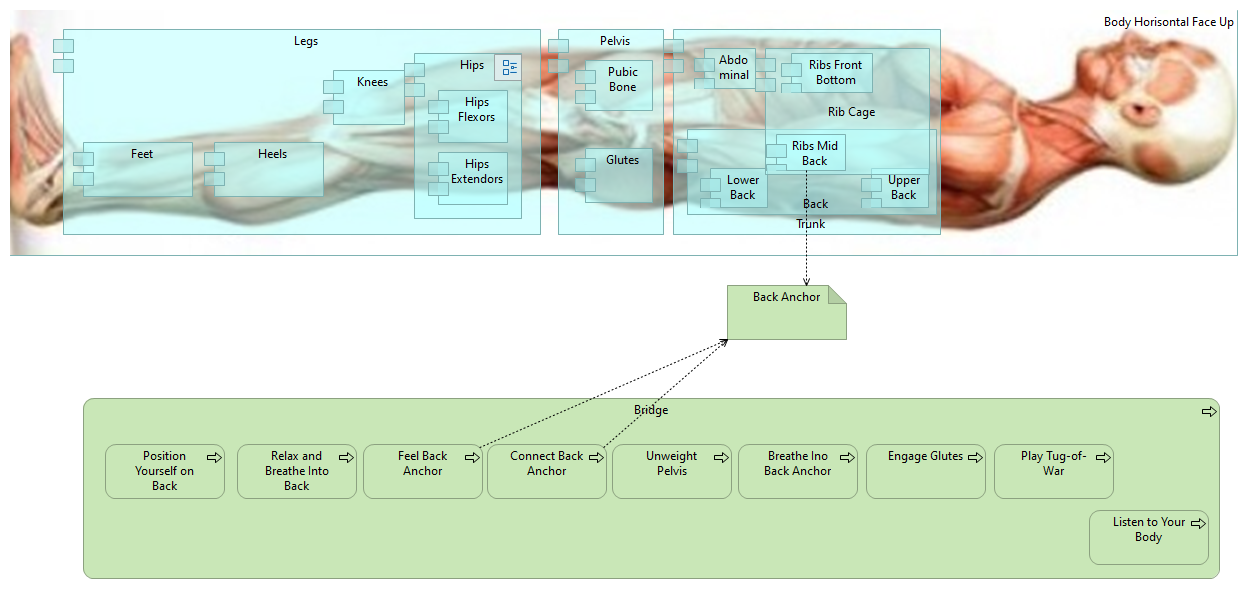 Body Horisontal Face Up
Legs
Pelvis
Knees
Hips
Hips
Flexors
Hips
Extendors
Feet
Heels
Pubic
Bone
Glutes
Abdo
minal
Ribs Front
Bottom
Rib Cage
Ribs Mid
Back
Lower
Back
Upper
Back
Back
Trunk
Back Anchor
Bridge
Position
Yourself on
Back
Relax and
Breathe Into
Back
Feel Back
Anchor
Connect Back
Anchor
Unweight
Pelvis
Breathe Ino
Back Anchor
Engage Glutes
Play Tug-of-
War
Listen to Your
Body